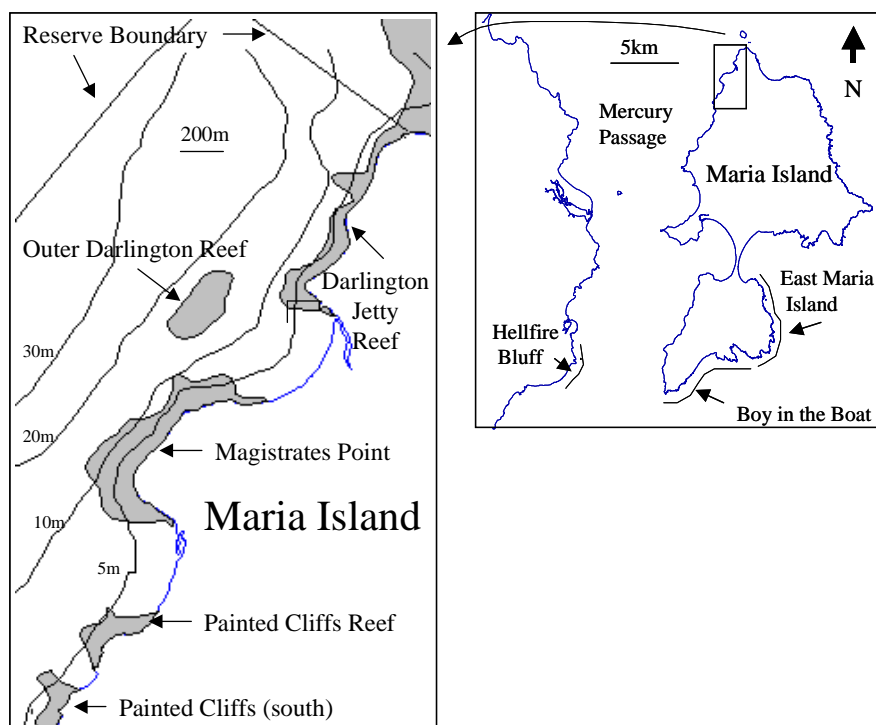 Reserve Boundary
200m
Outer Darlington Reef
Darlington
Jetty
Reef
30m
20m
10m
5m
Magistrates Point
Maria Island
Painted Cliffs Reef
Painted Cliffs (south)
5km
N
Mercury
Passage
Maria Island
East Maria
Island
Hellfire
Bluff
Boy in the Boat